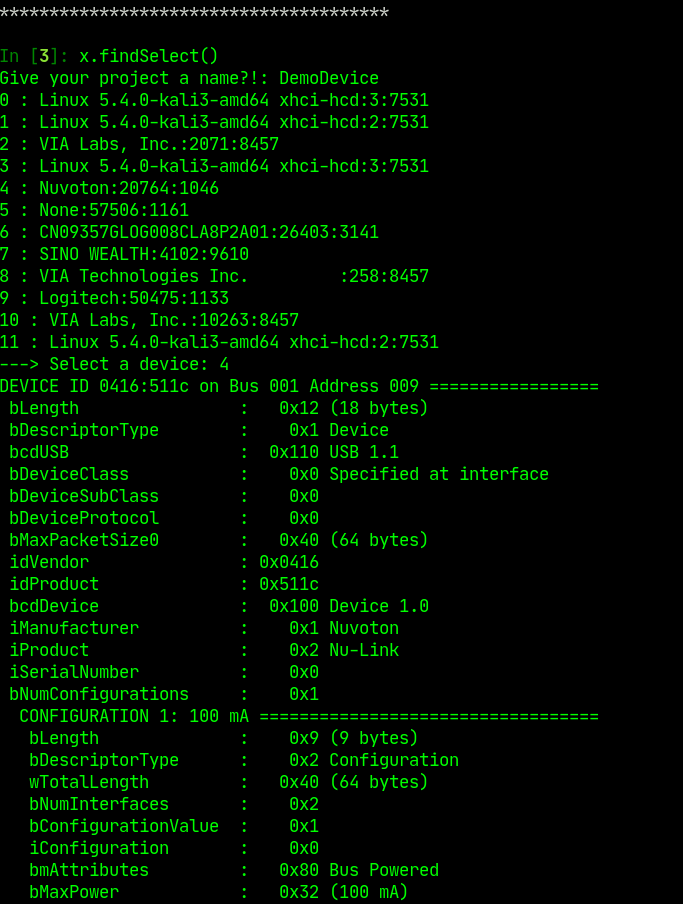 ***************************************
In [3]: x.findSelect()
Give your project a name?!: DemoDevice
0 : Linux 5.4.0-kali3-amd64 xhci-hcd:3:7531
1 : Linux 5.4.0-kali3-amd64 xhci-hcd:2:7531
2 : VIA Labs, Inc.:2071:8457
3 : Linux 5.4.0-kali3-amd64 xhci-hcd:3:7531
4 : Nuvoton:20764:1046
5 : None:57506:1161
6 : CN09357GLOG008CLA8P2A01:26403:3141
7 : SINO WEALTH:4102:9610
8 : VIA Technologies Inc.         :258:8457
9 : Logitech:50475:1133
10 : VIA Labs, Inc.:10263:8457
11 : Linux 5.4.0-kali3-amd64 xhci-hcd:2:7531
---> Select a device: 4
DEVICE ID 0416:511c on Bus 001 Address 009 =================
 bLength                :   0x12 (18 bytes)
 bDescriptorType        :    0x1 Device
 bcdUSB                 :  0x110 USB 1.1
 bDeviceClass           :    0x0 Specified at interface
 bDeviceSubClass        :    0x0
 bDeviceProtocol        :    0x0
 bMaxPacketSize0        :   0x40 (64 bytes)
 idVendor               : 0x0416
 idProduct              : 0x511c
 bcdDevice              :  0x100 Device 1.0
 iManufacturer          :    0x1 Nuvoton
 iProduct               :    0x2 Nu-Link
 iSerialNumber          :    0x0
 bNumConfigurations     :    0x1
  CONFIGURATION 1: 100 mA ==================================
   bLength              :    0x9 (9 bytes)
   bDescriptorType      :    0x2 Configuration
   wTotalLength         :   0x40 (64 bytes)
   bNumInterfaces       :    0x2
   bConfigurationValue  :    0x1
   iConfiguration       :    0x0
   bmAttributes         :   0x80 Bus Powered
   bMaxPower            :   0x32 (100 mA)